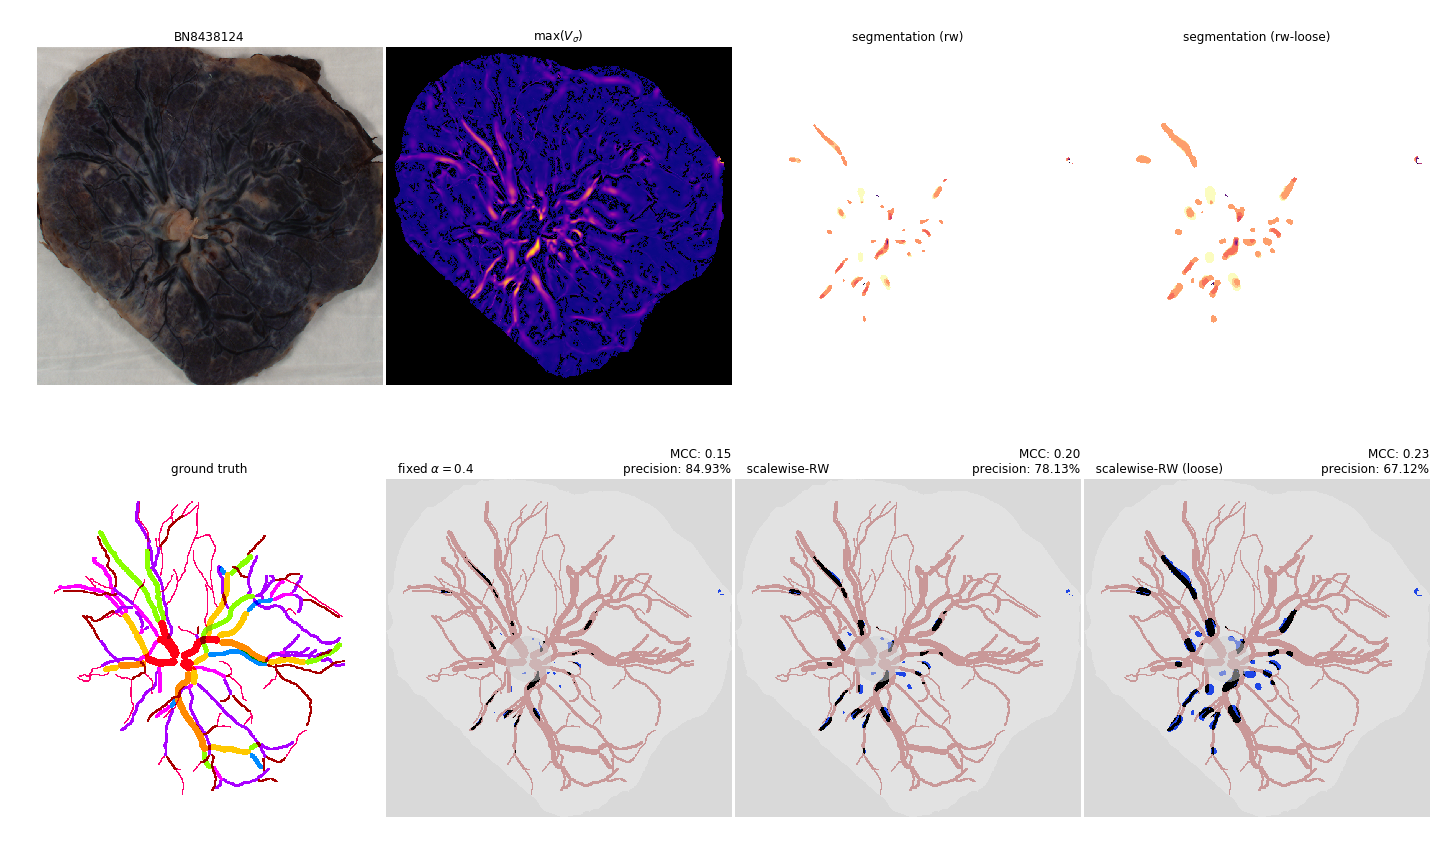 BN8438124
max(Vσ)
segmentation (rw)
segmentation (rw-loose)
ground truth
fixed α = 0.4
MCC: 0.15
precision: 84.93%
scalewise-RW
MCC: 0.20
precision: 78.13%
scalewise-RW (loose)
MCC: 0.23
precision: 67.12%